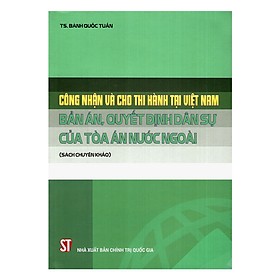 TS. BÀNH QUỐC TUẤN
CÔNG NHẬN VÀ CHO THI HÀNH TẠI VIỆT NAM
BẢN ÁN, QUYẾT ĐỊNH DÂN SỰ
CỦA TÒA ÁN NƯỚC NGOÀI
(SÁCH CHUYÊN KHẢO)
ST
NHÀ XUẤT BẢN CHÍNH TRỊ QUỐC GIA